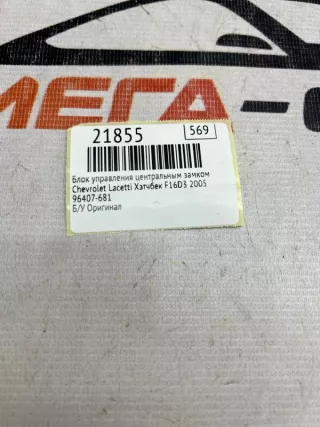 МЕГА-
21855
569
Блок управления центральным замком
Chevrolet Lacetti Хэтчбек F16D3 2005
96407-681
Б/У Оригинал